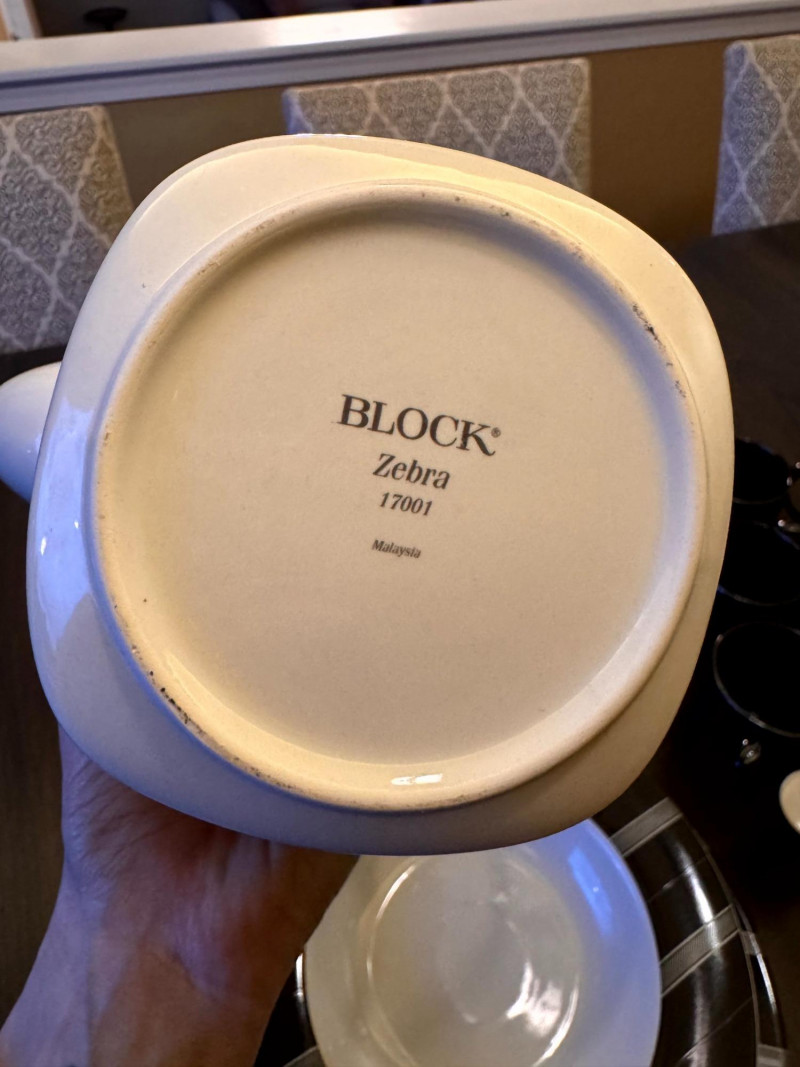 BLOCK®
Zebra
17001
Malaysia